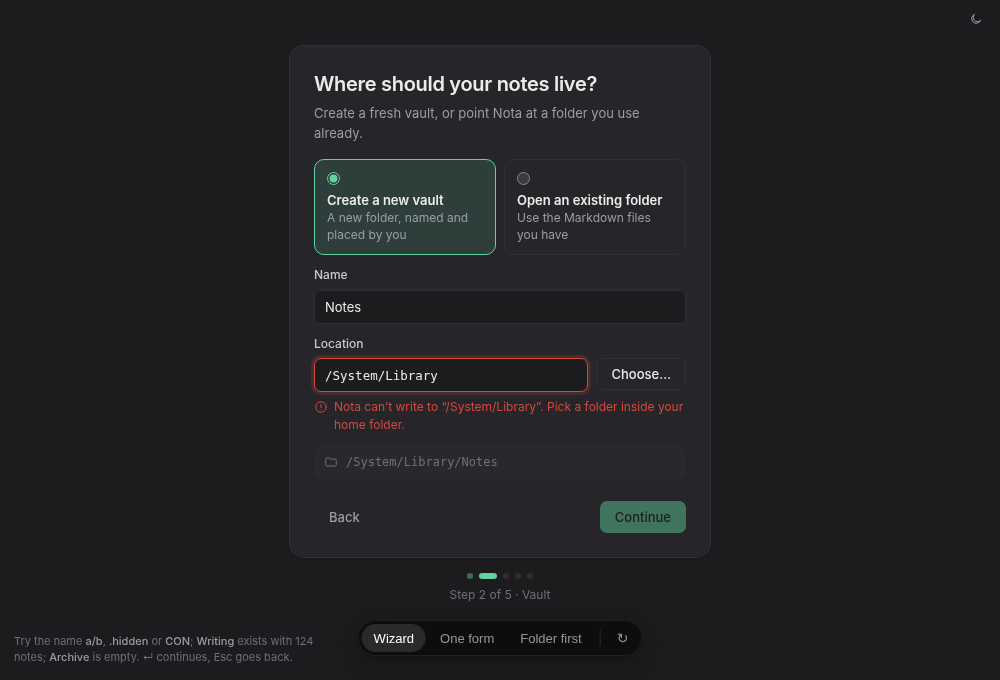 Where should your notes live?
Create a fresh vault, or point Nota at a folder you use
already.
Create a new vault
A new folder, named and
placed by you
Open an existing folder
Use the Markdown files
you have
Name
Notes
Location
/System/Library
Choose…
Nota can't write to “/System/Library”. Pick a folder inside your
home folder.
/System/Library/Notes
Back
Continue
Step 2 of 5 · Vault
Try the name a/b, .hidden or CON; Writing exists with 124
notes; Archive is empty. ↵ continues, Esc goes back.
Wizard
One form
Folder first
↻